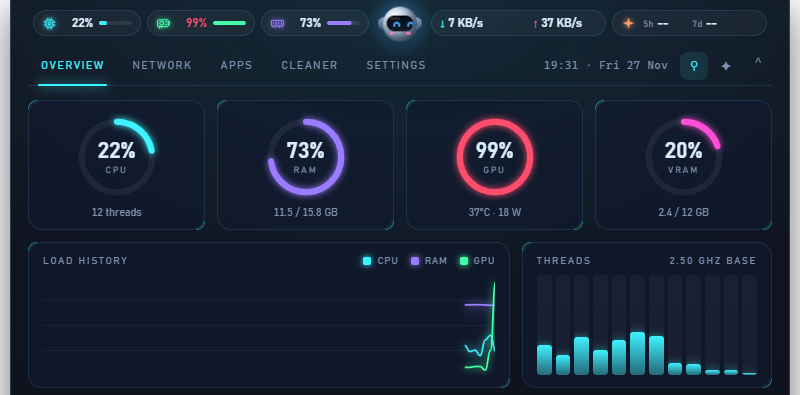 22% 99% 73% ↓ 7 KB/s ↑ 37 KB/s 5h -- 7d --
OVERVIEW NETWORK APPS CLEANER SETTINGS 19:31 · Fri 27 Nov
22%
CPU
12 threads
73%
RAM
11.5 / 15.8 GB
99%
GPU
37°C · 18 W
20%
VRAM
2.4 / 12 GB
LOAD HISTORY CPU RAM GPU
THREADS 2.50 GHZ BASE